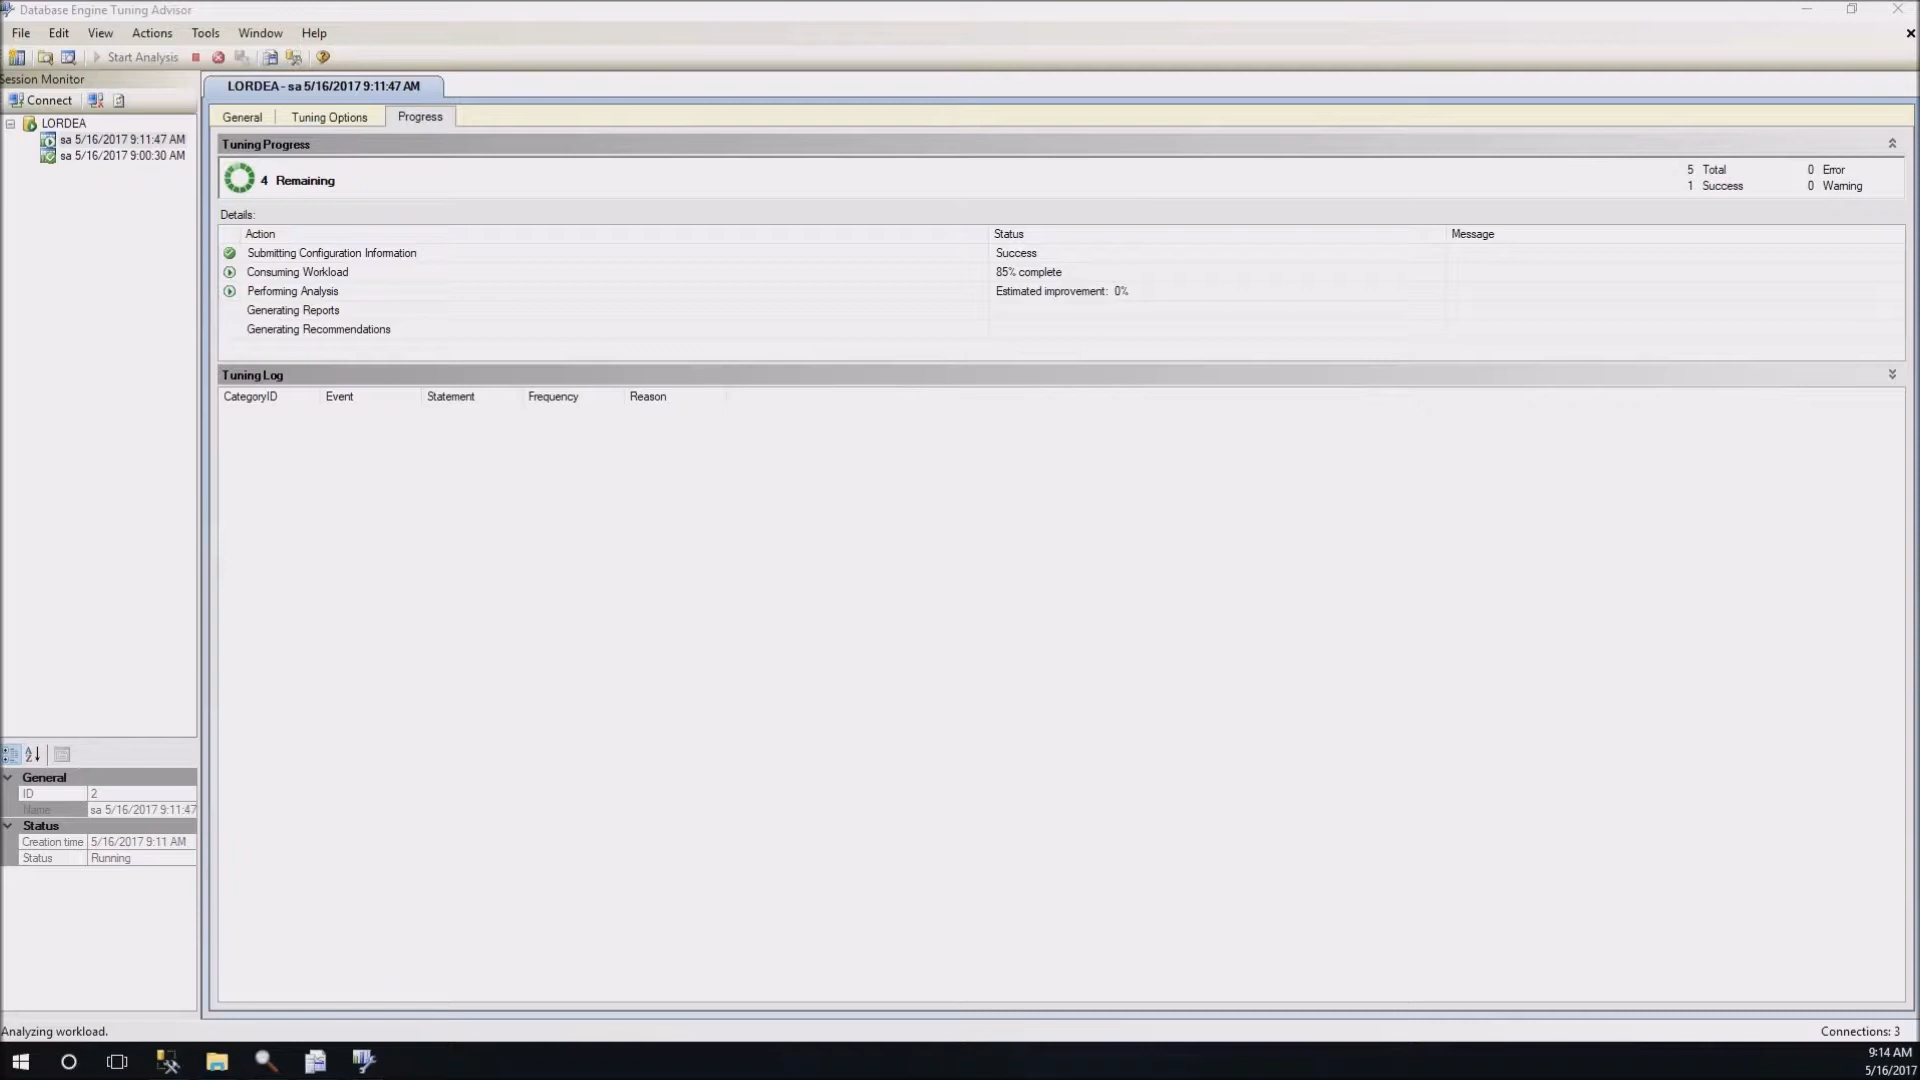 Database Engine Tuning Advisor
File Edit View Actions Tools Window Help
Start Analysis
Session Monitor
Connect
LORDEA
sa 5/16/2017 9:11:47 AM
sa 5/16/2017 9:00:30 AM
LORDEA - sa 5/16/2017 9:11:47 AM
General Tuning Options Progress
Tuning Progress
4 Remaining
5 Total 0 Error
1 Success 0 Warning
Details:
Action Status Message
Submitting Configuration Information Success
Consuming Workload 85% complete
Performing Analysis Estimated improvement: 0%
Generating Reports
Generating Recommendations
Tuning Log
CategoryID Event Statement Frequency Reason
General
ID 2
Name sa 5/16/2017 9:11:47
Status
Creation time 5/16/2017 9:11 AM
Status Running
Analyzing workload.
Connections: 3
9:14 AM
5/16/2017